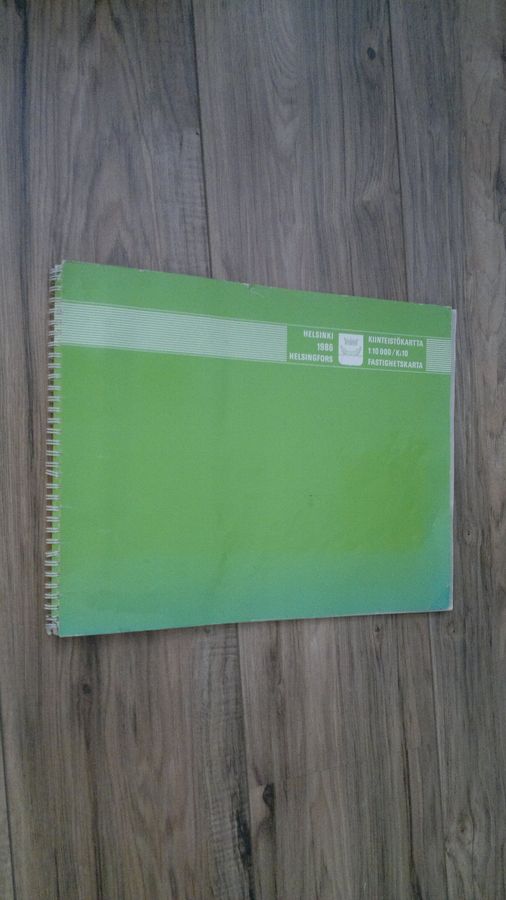 HELSINKI
1986
HELSINGFORS
KIINTEISTÖKARTTA
1:10 000/K:10
FASTIGHETSKARTA